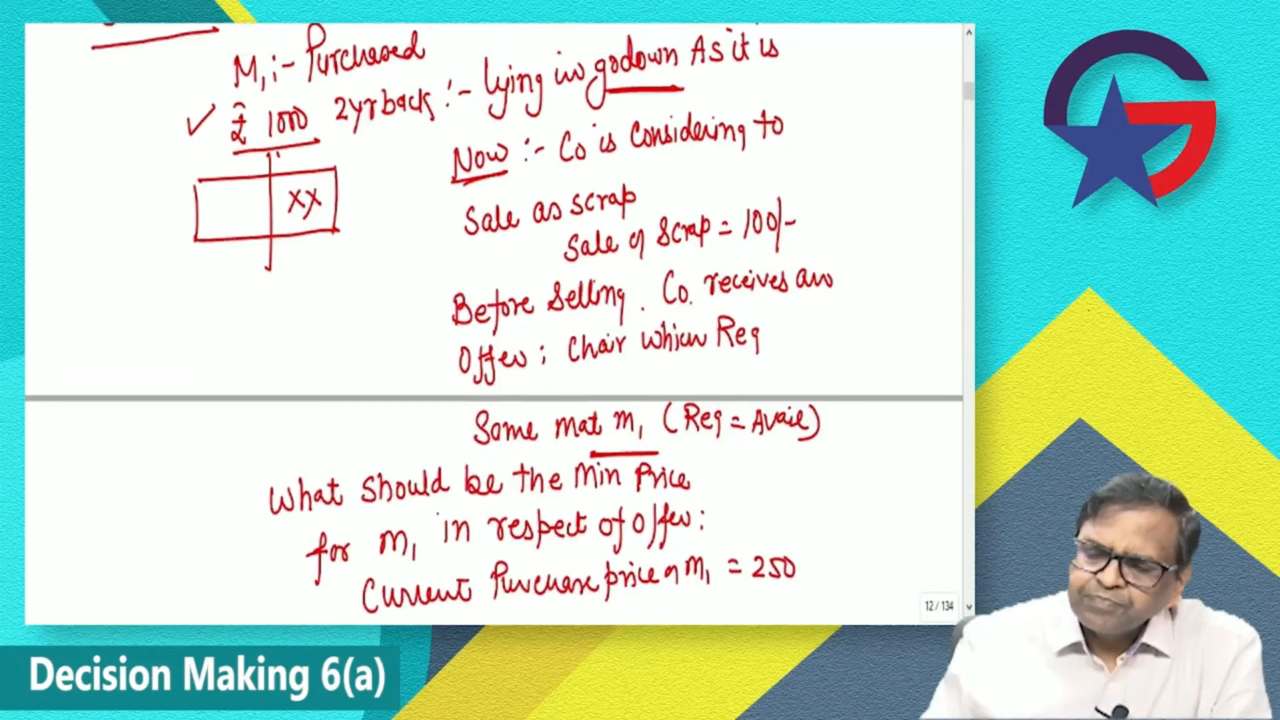 M₁ :- Purchased
₹ 1000 2yr back :- lying in godown As it is
Now :- Co is Considering to
Sale as scrap
Sale of Scrap = 100/-
XX
Before Selling. Co. receives an
Offer : Chair which Req
Some mat M₁ (Req = Avail)
What should be the Min Price
for M₁ in respect of Offer :
Current Purchase price of M₁ = 250
12 / 134
Decision Making 6(a)